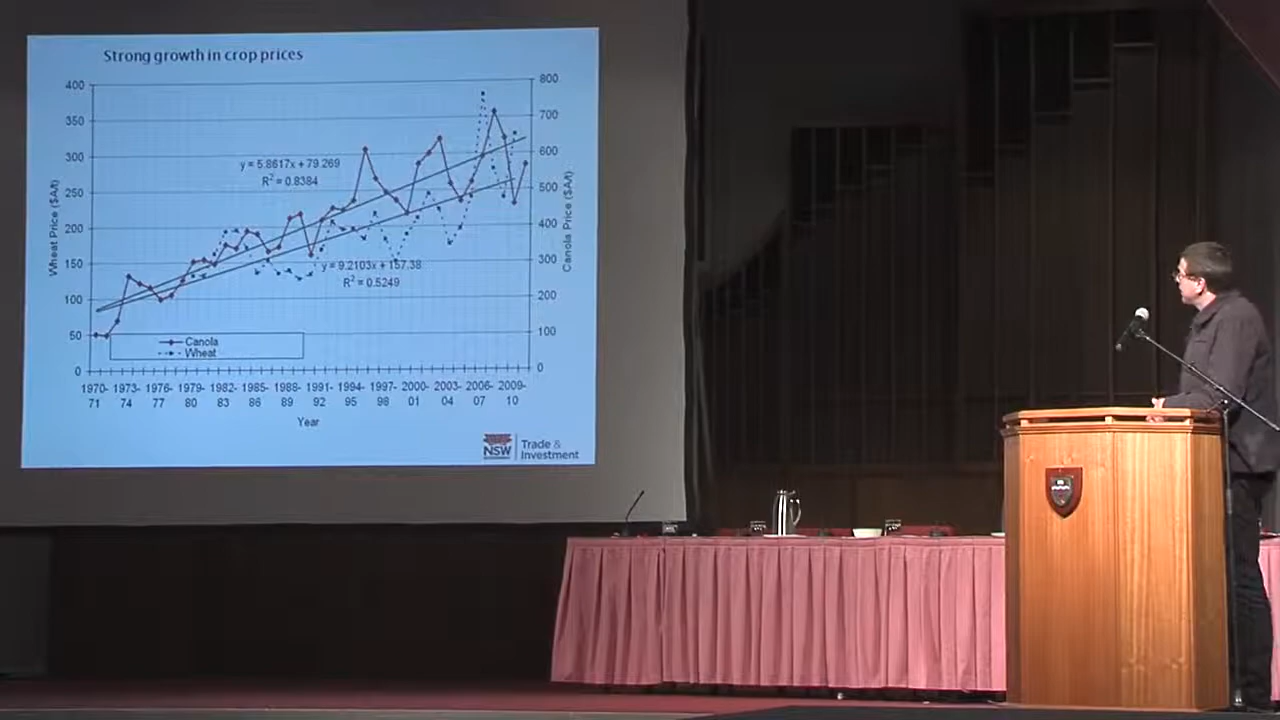 Strong growth in crop prices
400
350
300
250
200
150
100
50
0
Wheat Price ($A/t)
800
700
600
500
400
300
200
100
0
Canola Price ($A/t)
y = 5.8617x + 79.269
R² = 0.8384
y = 9.2103x + 157.38
R² = 0.5249
Canola
Wheat
1970- 1973- 1976- 1979- 1982- 1985- 1988- 1991- 1994- 1997- 2000- 2003- 2006- 2009-
71 74 77 80 83 86 89 92 95 98 01 04 07 10
Year
NSW
Trade &
Investment